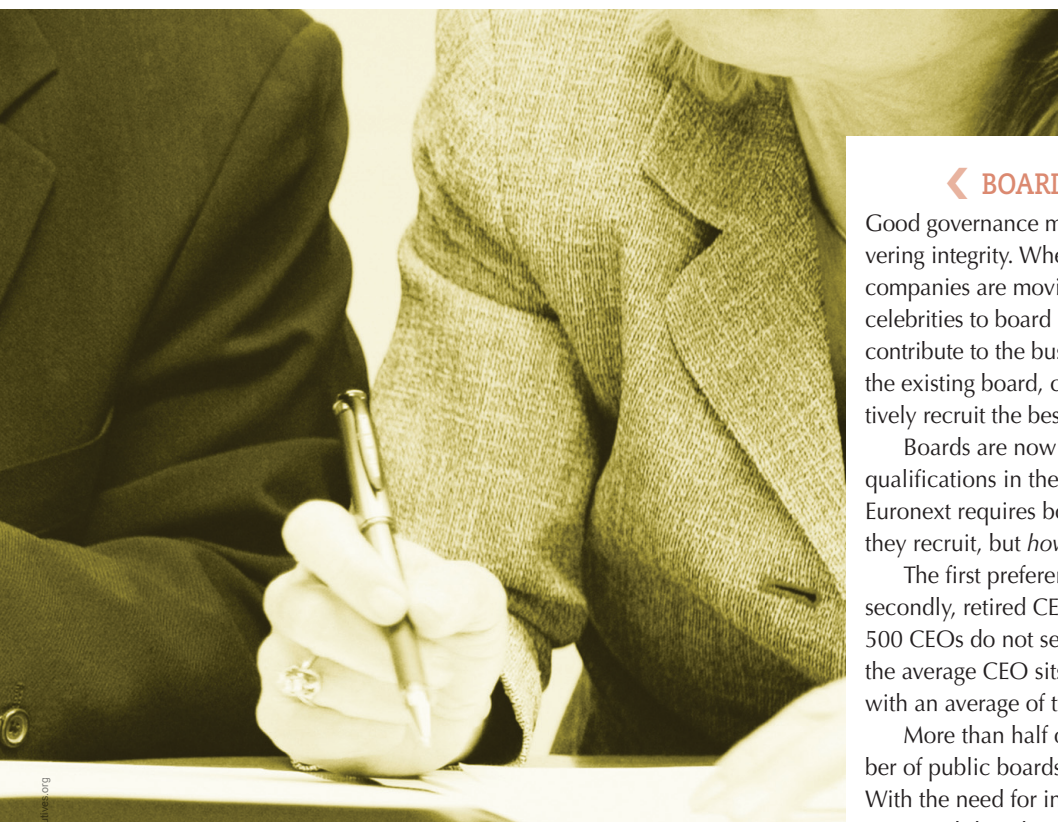 BOARD
Good governance m
vering integrity. Whe
companies are movi
celebrities to board
contribute to the bus
the existing board, c
tively recruit the bes
Boards are now
qualifications in the
Euronext requires bo
they recruit, but how
The first preferen
secondly, retired CE
500 CEOs do not se
the average CEO sits
with an average of t
More than half o
ber of public boards
With the need for in
utives.org